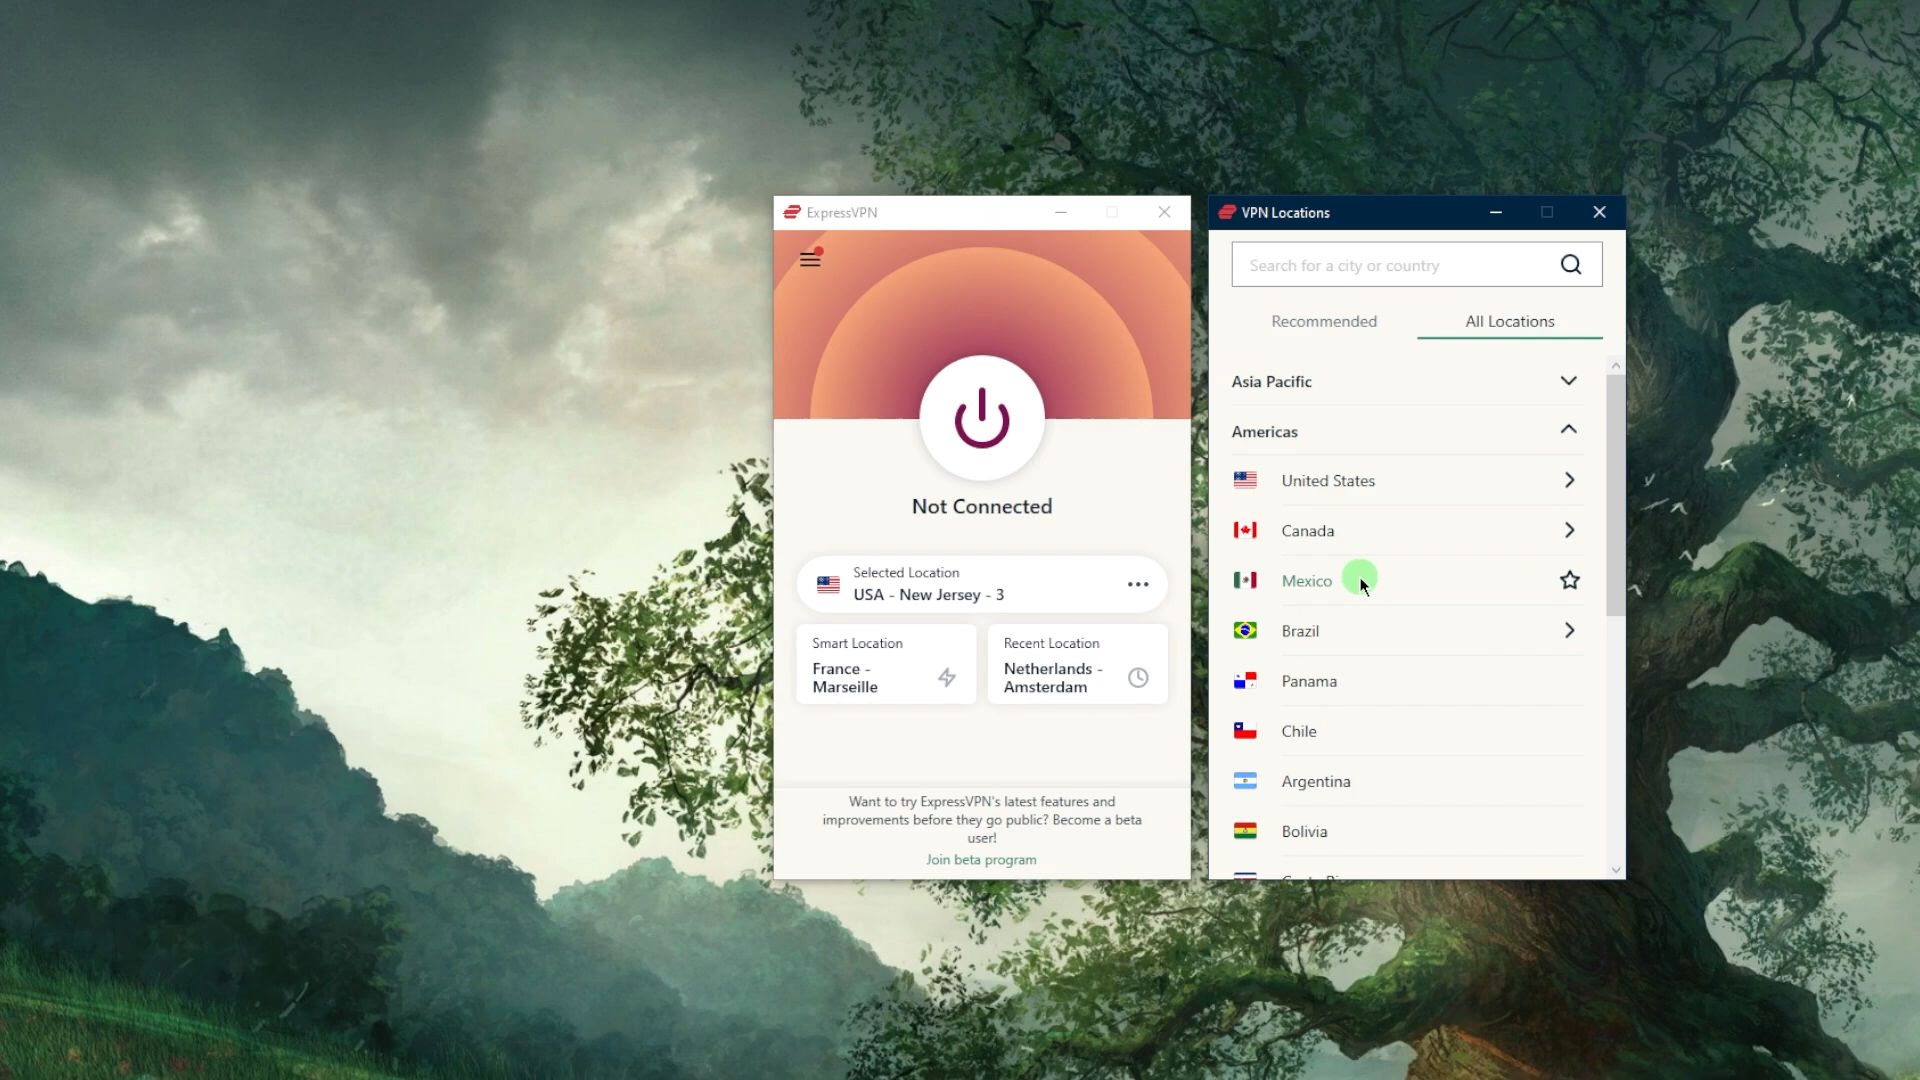 ExpressVPN
Not Connected
Selected Location
USA - New Jersey - 3
Smart Location
France -
Marseille
Recent Location
Netherlands -
Amsterdam
Want to try ExpressVPN's latest features and
improvements before they go public? Become a beta
user!
Join beta program
VPN Locations
Search for a city or country
Recommended
All Locations
Asia Pacific
Americas
United States
Canada
Mexico
Brazil
Panama
Chile
Argentina
Bolivia